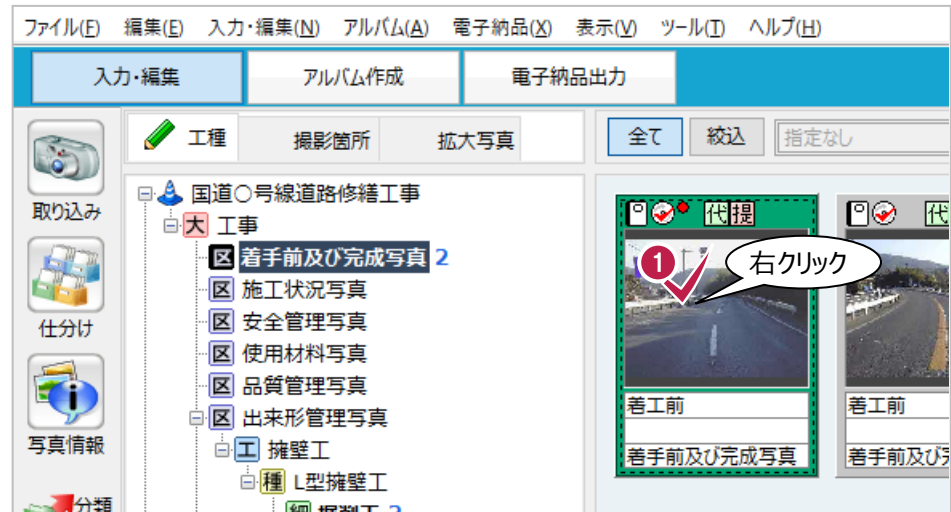 ファイル(F) 編集(E) 入力・編集(N) アルバム(A) 電子納品(X) 表示(V) ツール(T) ヘルプ(H)
入力・編集 アルバム作成 電子納品出力
取り込み
仕分け
写真情報
分類
工種 撮影箇所 拡大写真
国道○号線道路修繕工事
大 工事
区 着手前及び完成写真 2
区 施工状況写真
区 安全管理写真
区 使用材料写真
区 品質管理写真
区 出来形管理写真
工 擁壁工
種 L型擁壁工
細 掘削工 2
全て 絞込 指定なし
代 提
1 右クリック
着工前
着手前及び完成写真
代
着工前
着手前及び